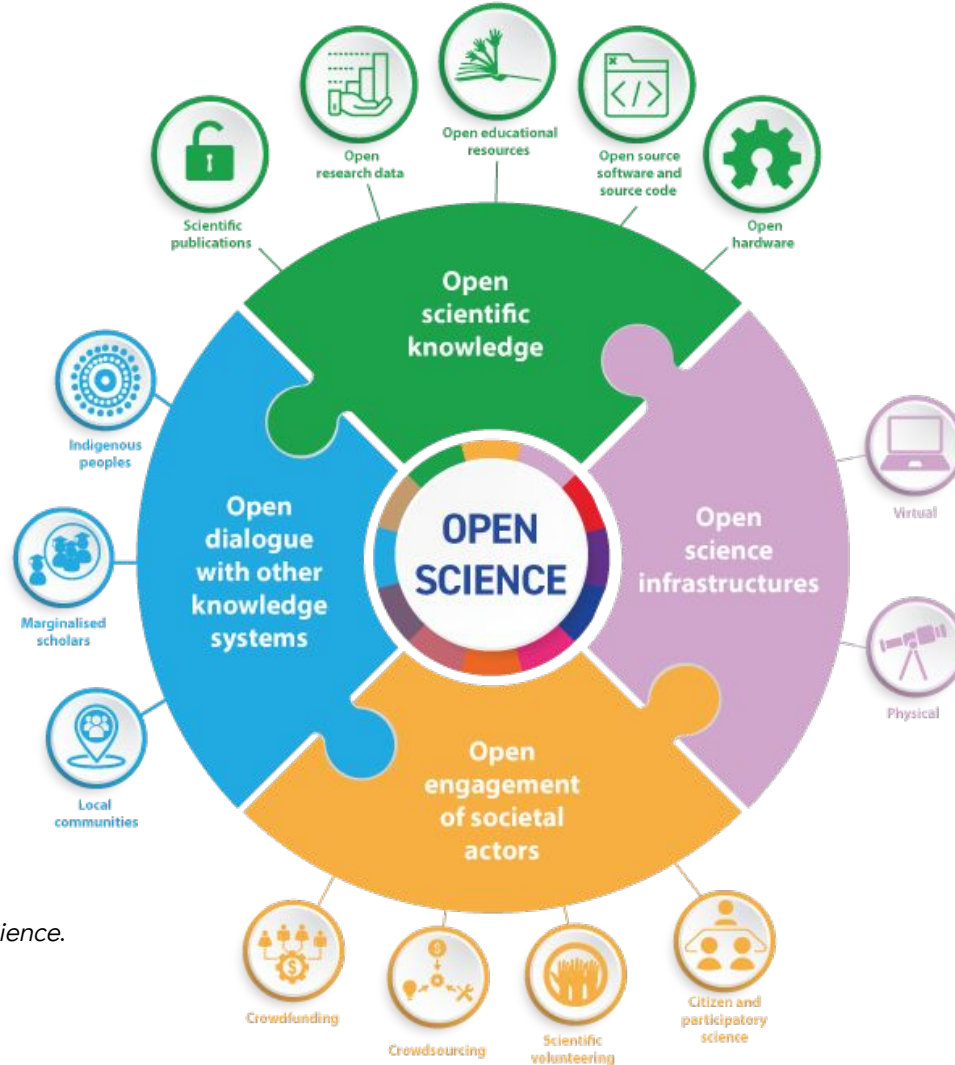 Open educational
resources
Open
research data
Open source
software and
source code
Scientific
publications
Open
hardware
Open
scientific
knowledge
Indigenous
peoples
Marginalised
scholars
Local
communities
Open
dialogue
with other
knowledge
systems
OPEN
SCIENCE
Open
science
infrastructures
Virtual
Physical
Open
engagement
of societal
actors
ience.
Crowdfunding
Crowdsourcing
Scientific
volunteering
Citizen and
participatory
science